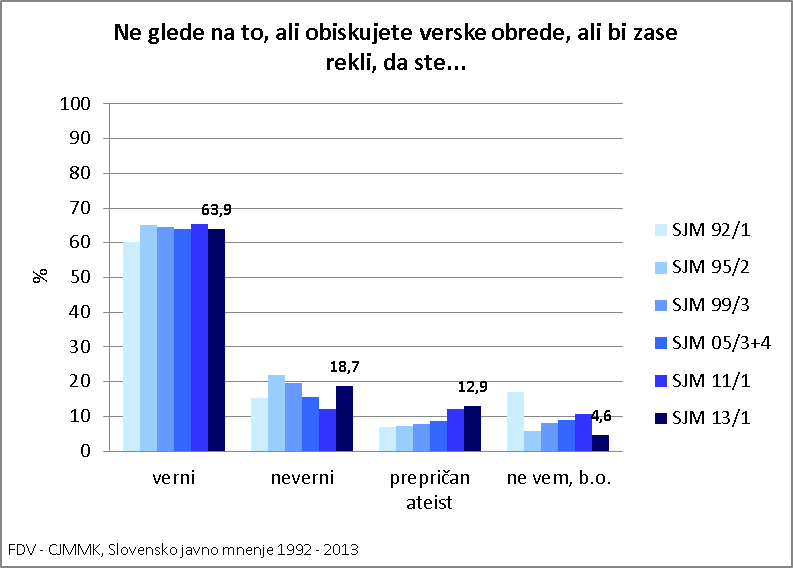 Ne glede na to, ali obiskujete verske obrede, ali bi zase
rekli, da ste...
%
100
90
80
70
60
50
40
30
20
10
0
63,9
18,7
12,9
4,6
verni
neverni
prepričan
ateist
ne vem, b.o.
SJM 92/1
SJM 95/2
SJM 99/3
SJM 05/3+4
SJM 11/1
SJM 13/1
FDV - CJMMK, Slovensko javno mnenje 1992 - 2013